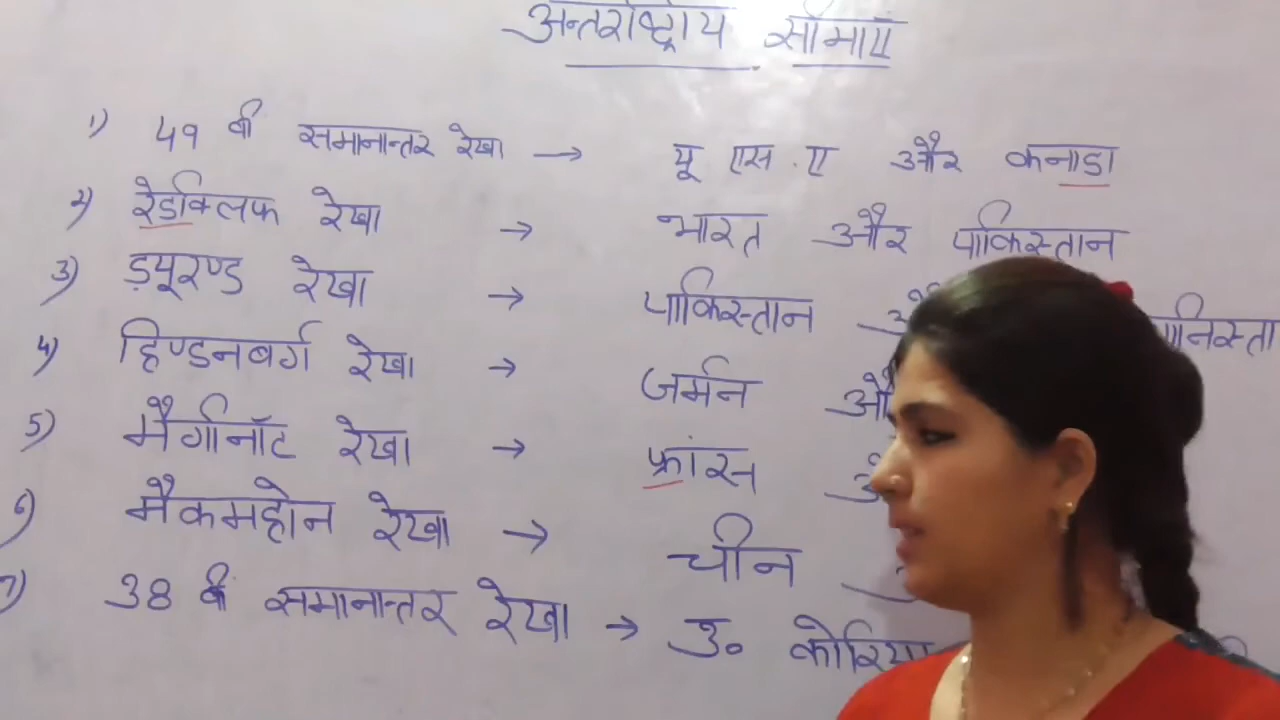 अन्तर्राष्ट्रीय सीमाएँ
1) 49 वी समानान्तर रेखा → यू एस.ए और कनाडा
2) रेडक्लिफ रेखा → भारत और पाकिस्तान
3) ड़यूरण्ड रेखा → पाकिस्तान
4) हिण्डनबर्ग रेखा → जर्मन
5) मैगीनॉट रेखा → फ्रांस
6) मैकमहोन रेखा → चीन
7) 38 वी समानान्तर रेखा → उ० कोरिया